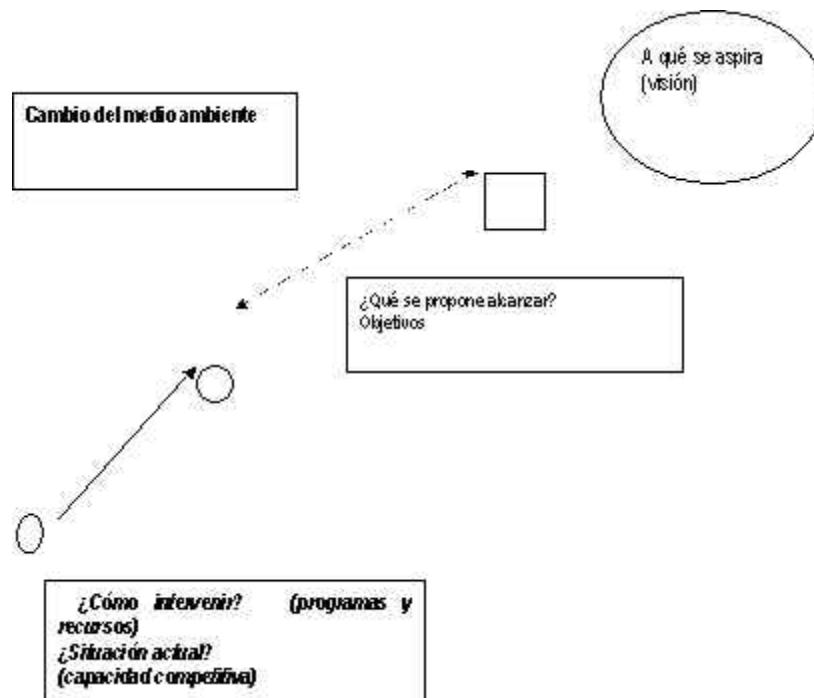 A qué se aspira
(visión)
Cambio del medio ambiente
¿Qué se propone alcanzar?
Objetivos
¿Cómo intervenir? (programas y
recursos)
¿Situación actual?
(capacidad competitiva)